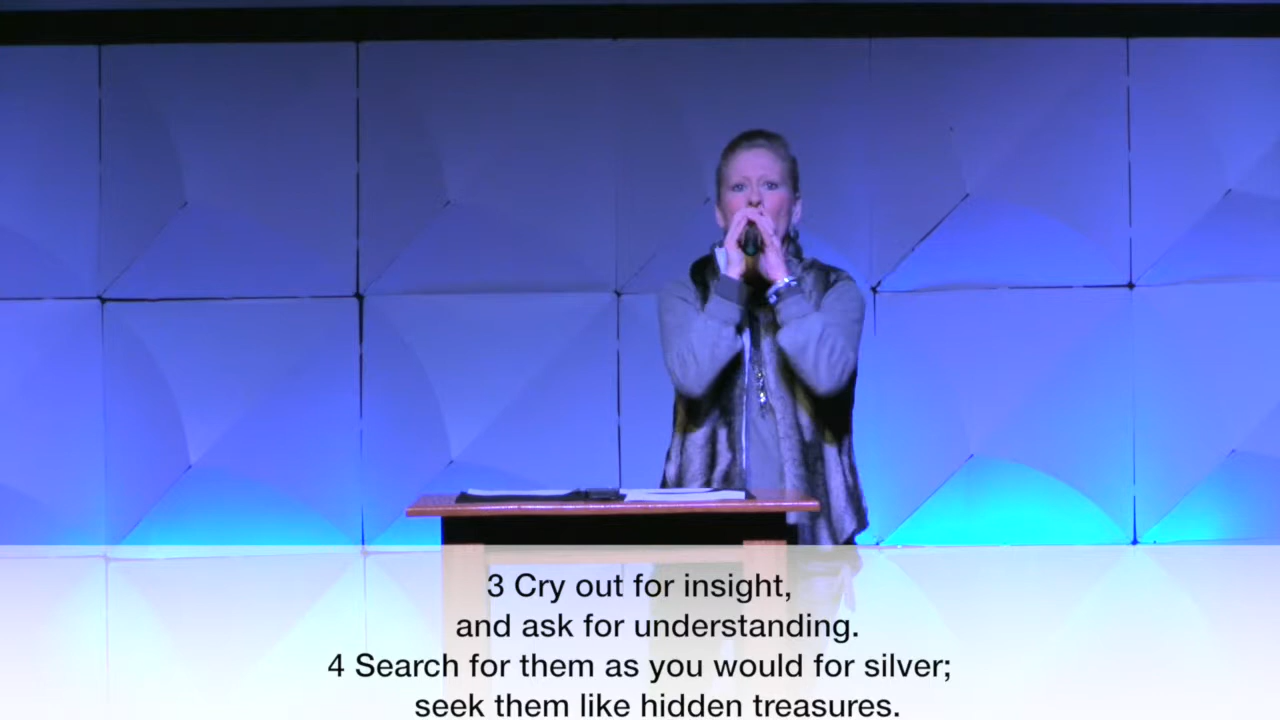 3 Cry out for insight,
and ask for understanding.
4 Search for them as you would for silver;
seek them like hidden treasures.